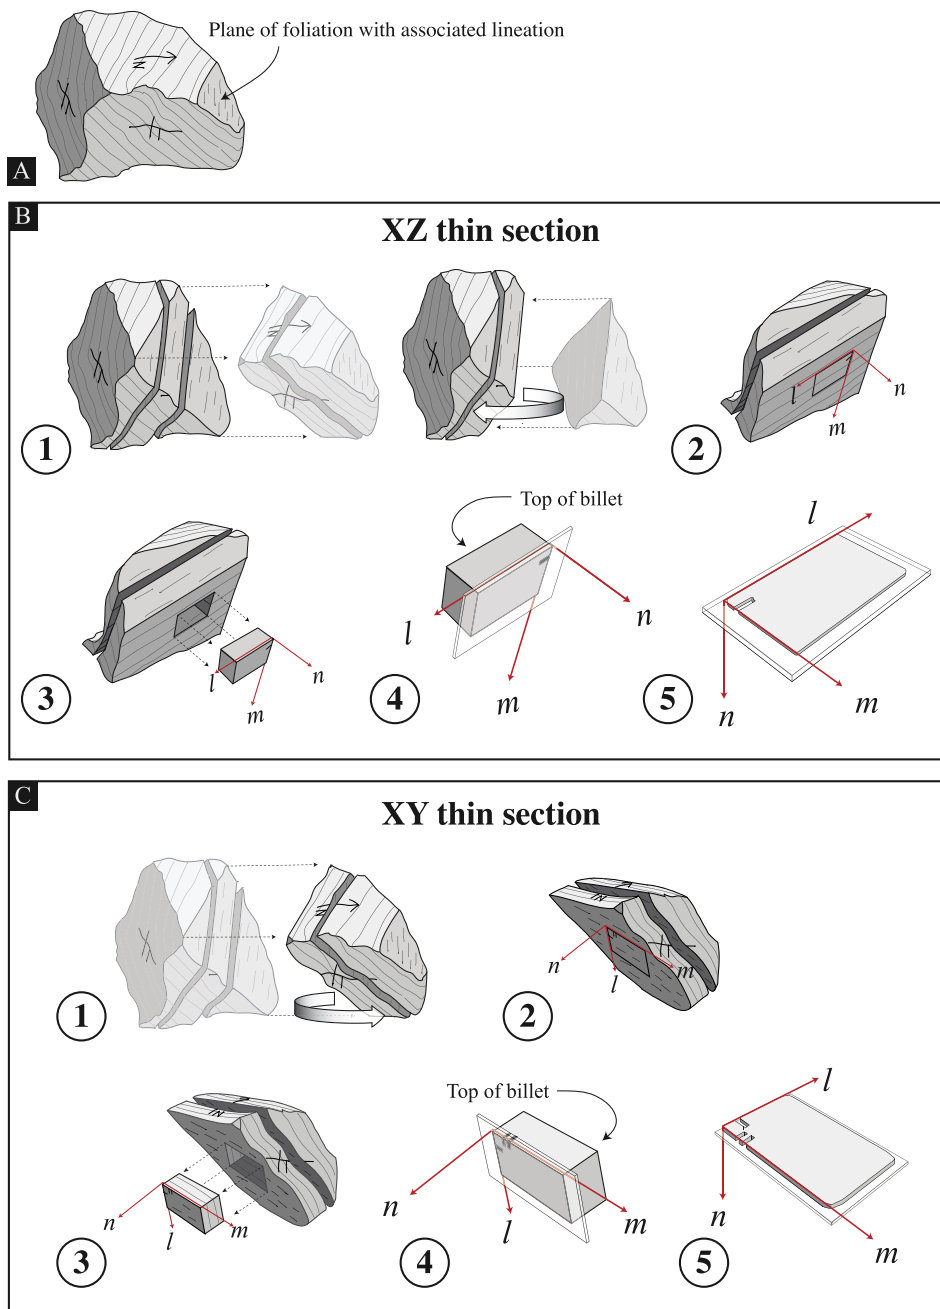 Plane of foliation with associated lineation
N
A
B
XZ thin section
N
1
l
n
m
2
l
n
m
3
Top of billet
l
n
m
4
l
n
m
5
C
XY thin section
N
1
N
n
l
m
2
N
n
l
m
3
Top of billet
n
l
m
4
l
n
m
5